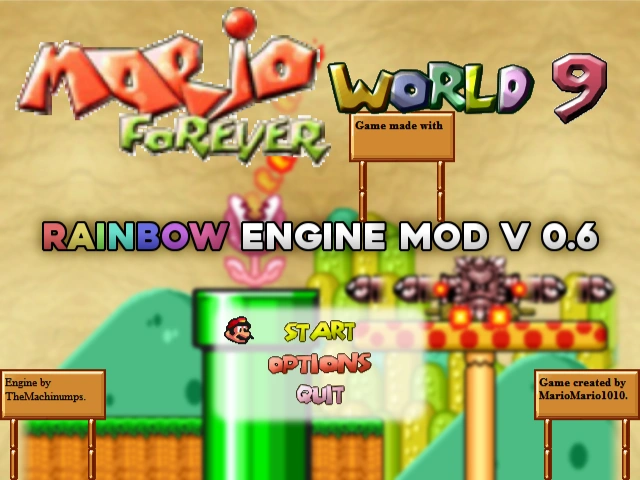 MARIO
FOREVER
WORLD 9
Game made with
RAINBOW ENGINE MOD V 0.6
START
OPTIONS
QUIT
Engine by
TheMachinumps.
Game created by
MarioMario1010.